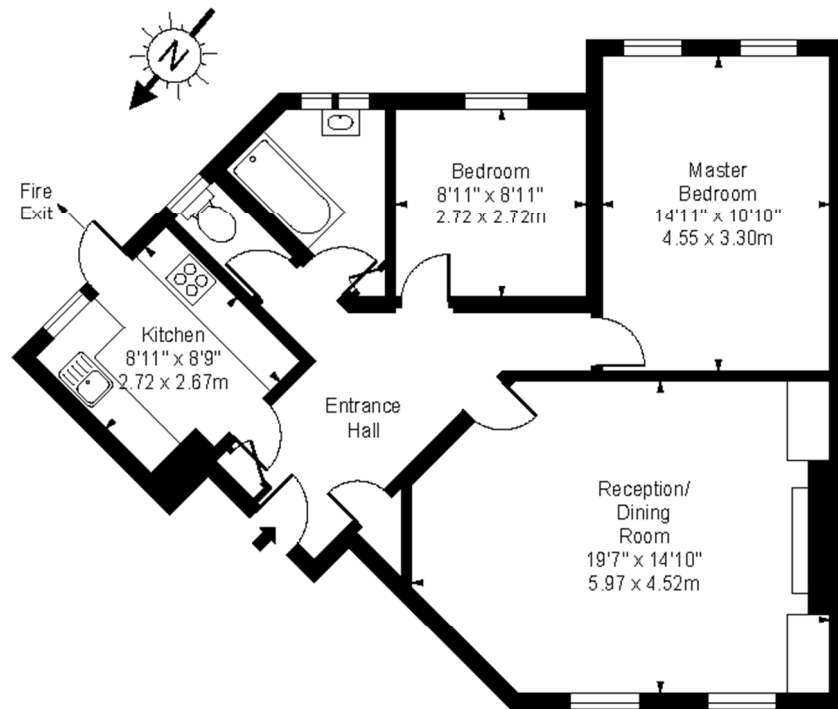 N
Fire
Exit
Bedroom
8'11" x 8'11"
2.72 x 2.72m
Master
Bedroom
14'11" x 10'10"
4.55 x 3.30m
Kitchen
8'11" x 8'9"
2.72 x 2.67m
Entrance
Hall
Reception/
Dining
Room
19'7" x 14'10"
5.97 x 4.52m